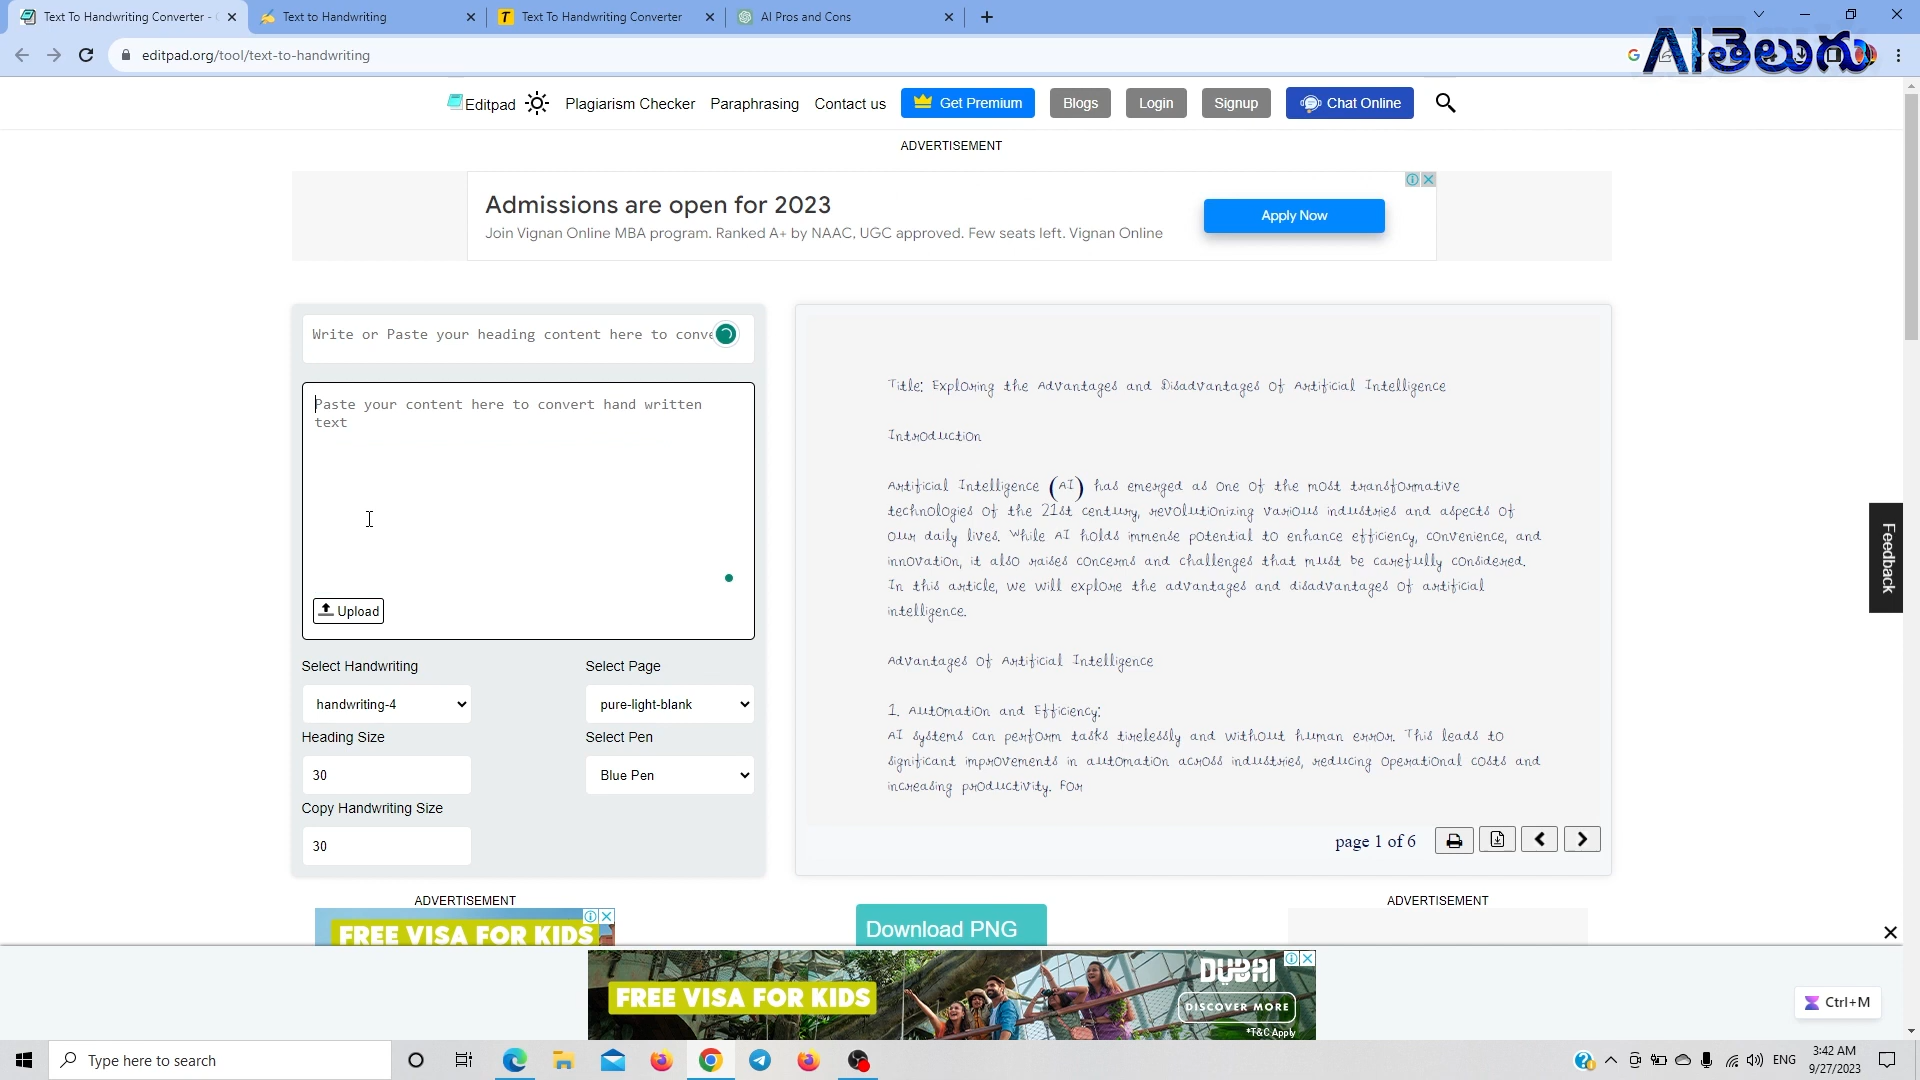 Text To Handwriting Converter -
Text to Handwriting
Text To Handwriting Converter
AI Pros and Cons
editpad.org/tool/text-to-handwriting
AI తెలుగు
Editpad
Plagiarism Checker
Paraphrasing
Contact us
Get Premium
Blogs
Login
Signup
Chat Online
ADVERTISEMENT
Admissions are open for 2023
Join Vignan Online MBA program. Ranked A+ by NAAC, UGC approved. Few seats left. Vignan Online
Apply Now
Write or Paste your heading content here to conve
Paste your content here to convert hand written
text
Upload
Select Handwriting
Select Page
handwriting-4
pure-light-blank
Heading Size
Select Pen
30
Blue Pen
Copy Handwriting Size
30
Title: Exploring the Advantages and Disadvantages of Artificial Intelligence
Introduction
Artificial Intelligence (AI) has emerged as one of the most transformative
technologies of the 21st century, revolutionizing various industries and aspects of
our daily lives. While AI holds immense potential to enhance efficiency, convenience, and
innovation, it also raises concerns and challenges that must be carefully considered.
In this article, we will explore the advantages and disadvantages of artificial
intelligence.
Advantages of Artificial Intelligence
1. Automation and Efficiency:
AI systems can perform tasks tirelessly and without human error. This leads to
significant improvements in automation across industries, reducing operational costs and
increasing productivity. For
page 1 of 6
Feedback
ADVERTISEMENT
ADVERTISEMENT
FREE VISA FOR KIDS
Download PNG
FREE VISA FOR KIDS
DUBAI
DISCOVER MORE
*T&C Apply
Ctrl+M
Type here to search
ENG
3:42 AM
9/27/2023